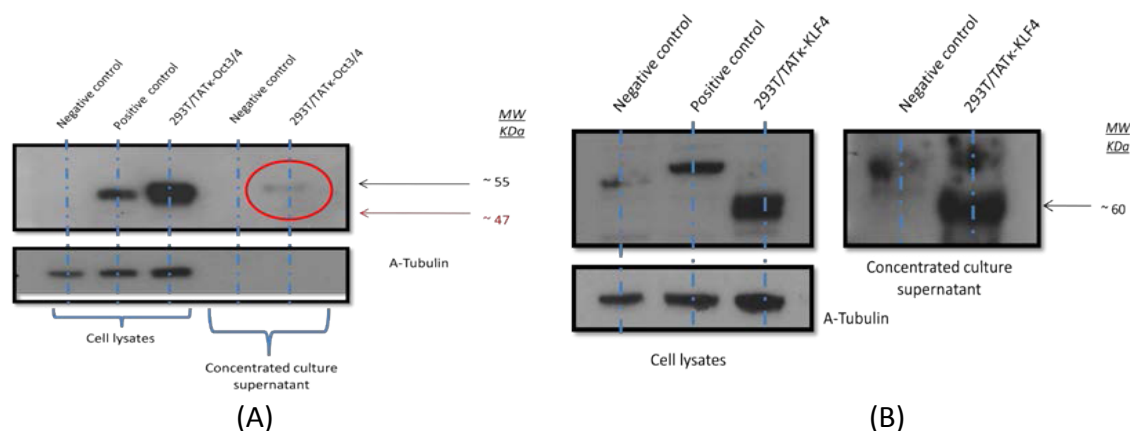 Negative control
Positive control
293T/TATκ-Oct3/4
Negative control
293T/TATκ-Oct3/4
MW
KDa
~ 55
~ 47
A-Tubulin
Cell lysates
Concentrated culture
supernatant
(A)
(B)
Negative control
Positive control
293T/TATκ-KLF4
Negative control
293T/TATκ-KLF4
MW
KDa
~ 60
Concentrated culture
supernatant
A-Tubulin
Cell lysates
(B)